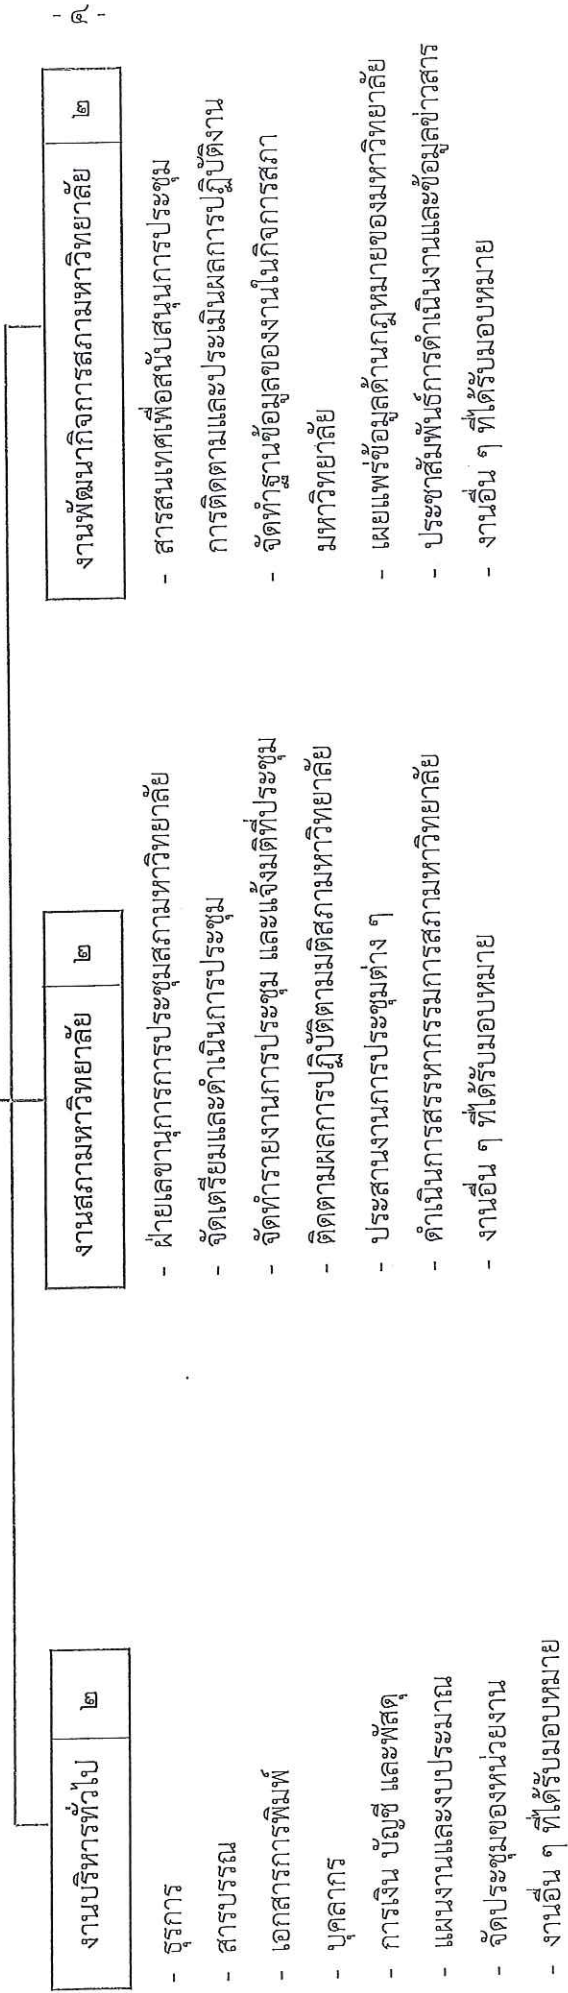 - ๔ -
งานบริหารทั่วไป ๒
- ธุรการ
- สารบรรณ
- เอกสารการพิมพ์
- บุคลากร
- การเงิน บัญชี และพัสดุ
- แผนงานและงบประมาณ
- จัดประชุมของหน่วยงาน
- งานอื่น ๆ ที่ได้รับมอบหมาย
งานสภามหาวิทยาลัย ๒
- ฝ่ายเลขานุการการประชุมสภามหาวิทยาลัย
- จัดเตรียมและดำเนินการประชุม
- จัดทำรายงานการประชุม และแจ้งมติที่ประชุม
- ติดตามผลการปฏิบัติตามมติสภามหาวิทยาลัย
- ประสานงานการประชุมต่าง ๆ
- ดำเนินการสรรหากรรมการสภามหาวิทยาลัย
- งานอื่น ๆ ที่ได้รับมอบหมาย
งานพัฒนากิจการสภามหาวิทยาลัย ๒
- สารสนเทศเพื่อสนับสนุนการประชุม
การติดตามและประเมินผลการปฏิบัติงาน
- จัดทำฐานข้อมูลของงานในกิจการสภา
มหาวิทยาลัย
- เผยแพร่ข้อมูลด้านกฎหมายของมหาวิทยาลัย
- ประชาสัมพันธ์การดำเนินงานและข้อมูลข่าวสาร
- งานอื่น ๆ ที่ได้รับมอบหมาย